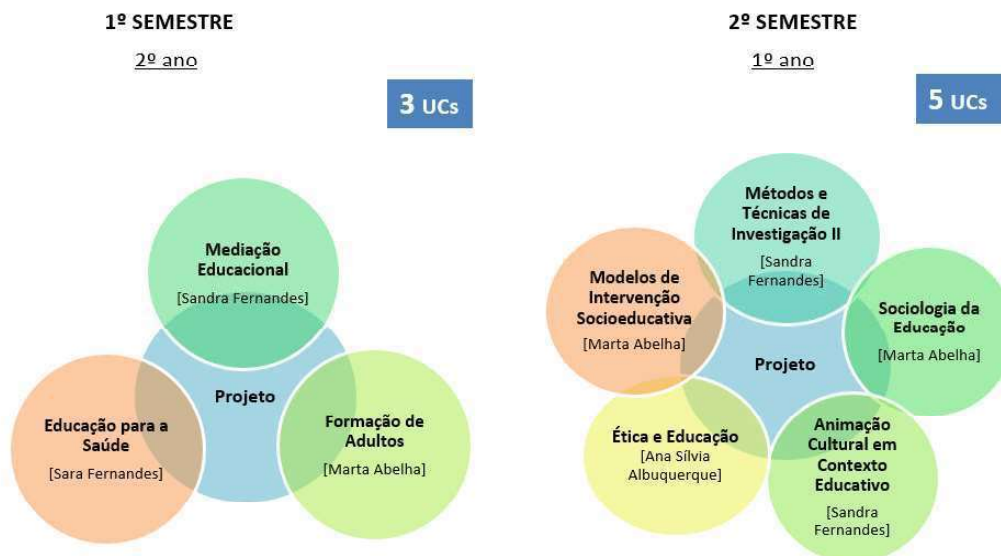 1º SEMESTRE
2º ano
3 UCs
Mediação
Educacional
[Sandra Fernandes]
Projeto
Educação para a
Saúde
[Sara Fernandes]
Formação de
Adultos
[Marta Abelha]
2º SEMESTRE
1º ano
5 UCs
Métodos e
Técnicas de
Investigação II
[Sandra
Fernandes]
Modelos de
Intervenção
Socioeducativa
[Marta Abelha]
Sociologia da
Educação
[Marta Abelha]
Projeto
Ética e Educação
[Ana Sílvia
Albuquerque]
Animação
Cultural em
Contexto
Educativo
[Sandra
Fernandes]